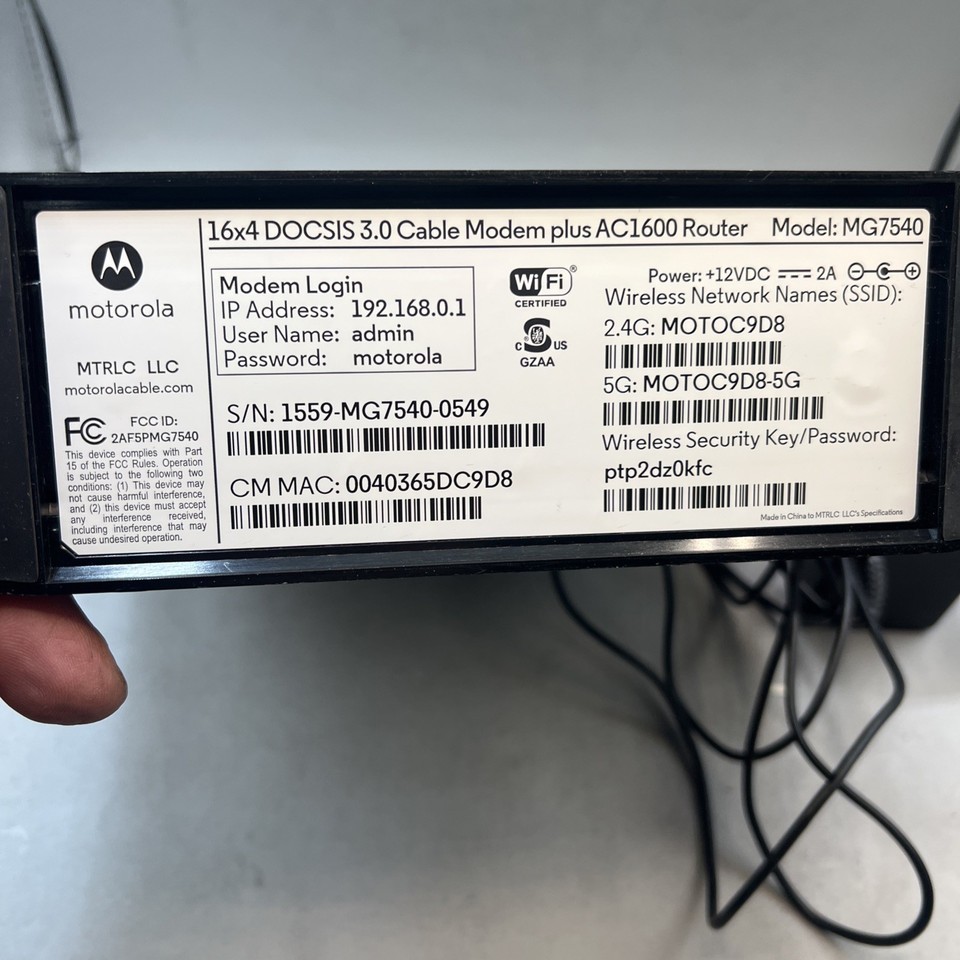 16x4 DOCSIS 3.0 Cable Modem plus AC1600 Router Model: MG7540
motorola
MTRLC LLC
motorolacable.com
FC FCC ID:
2AF5PMG7540
This device complies with Part
15 of the FCC Rules. Operation
is subject to the following two
conditions: (1) This device may
not cause harmful interference,
and (2) this device must accept
any interference received,
including interference that may
cause undesired operation.
Modem Login
IP Address: 192.168.0.1
User Name: admin
Password: motorola
S/N: 1559-MG7540-0549
CM MAC: 0040365DC9D8
Wi Fi ®
CERTIFIED
C US
GZAA
Power: +12VDC 2A
Wireless Network Names (SSID):
2.4G: MOTOC9D8
5G: MOTOC9D8-5G
Wireless Security Key/Password:
ptp2dz0kfc
Made in China to MTRLC LLC's Specifications